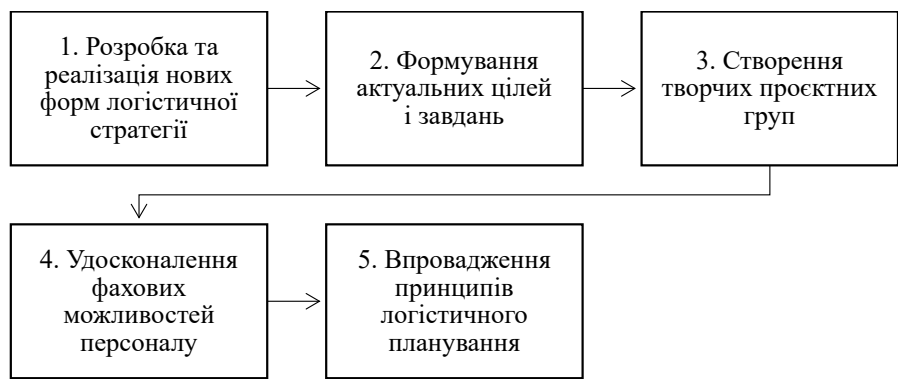 1. Розробка та
реалізація нових
форм логістичної
стратегії
2. Формування
актуальних цілей
і завдань
3. Створення
творчих проєктних
груп
4. Удосконалення
фахових
можливостей
персоналу
5. Впровадження
принципів
логістичного
планування